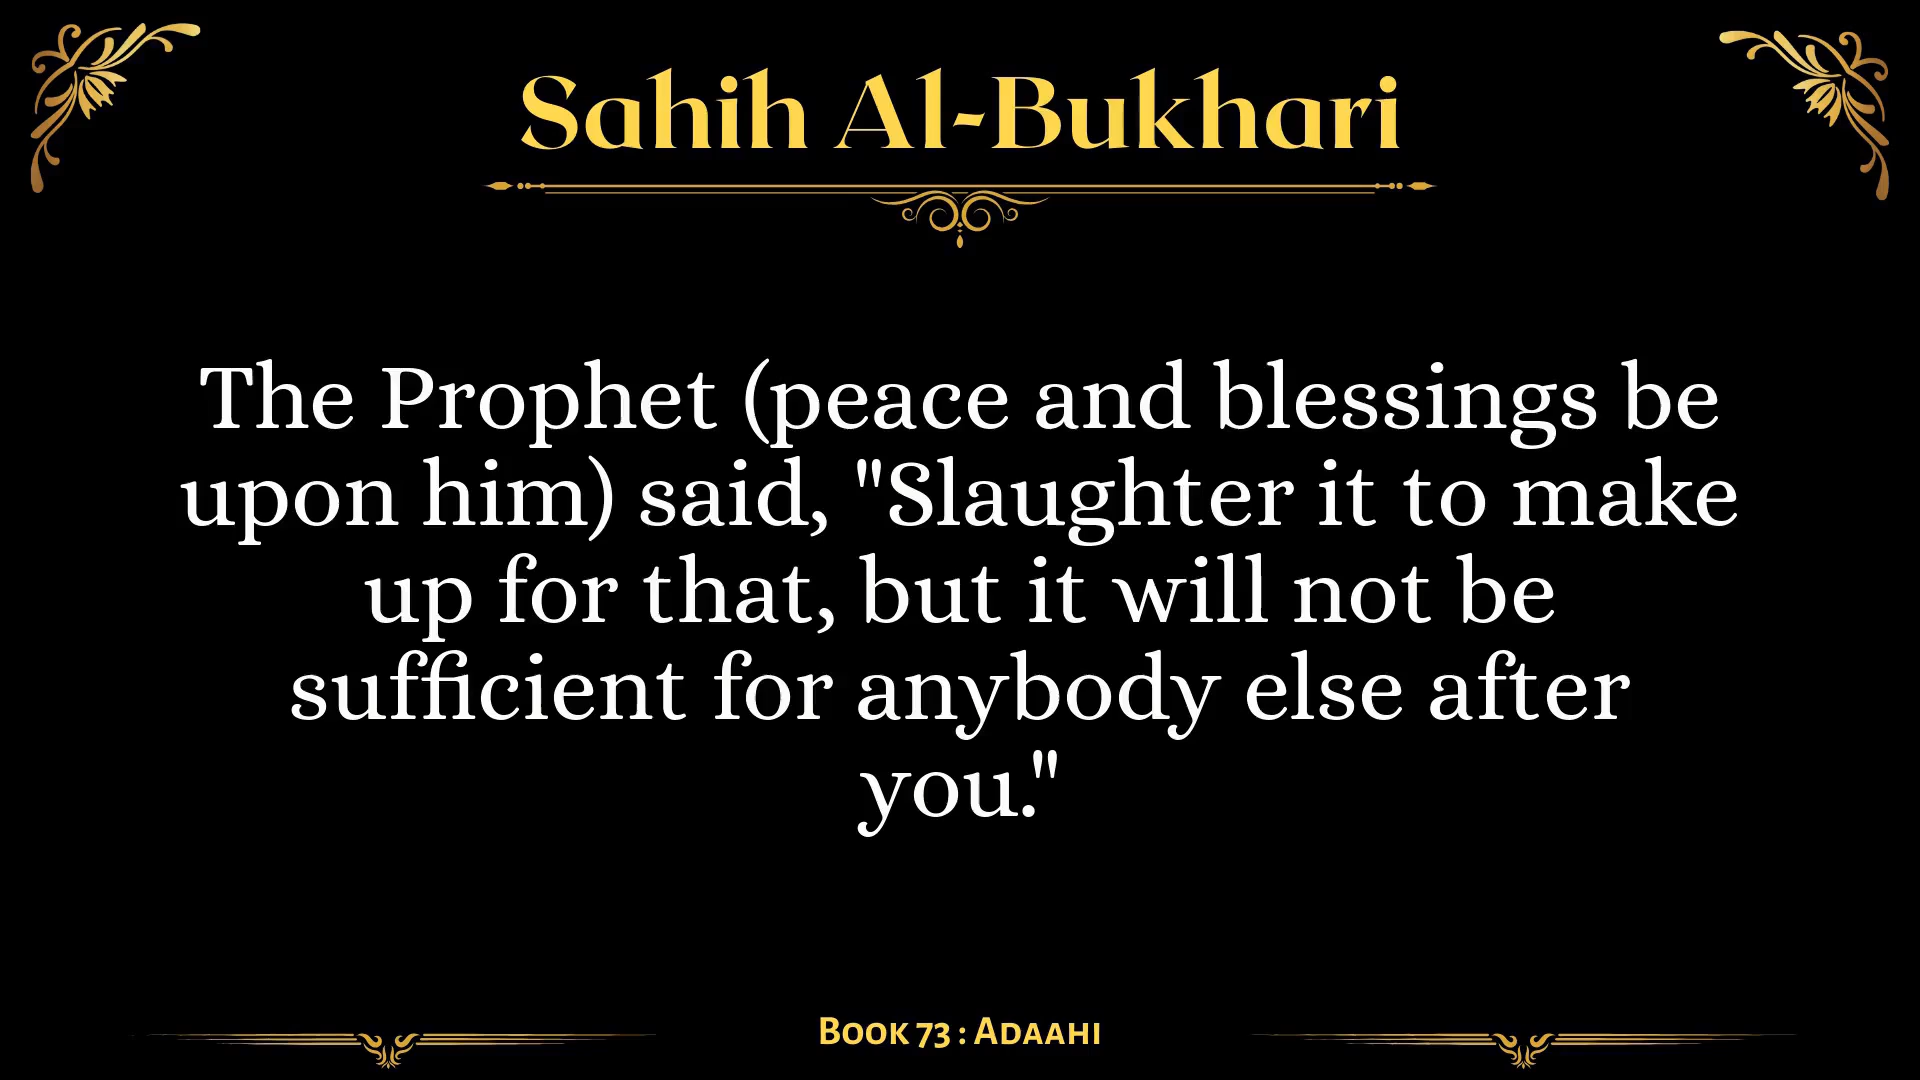 Sahih Al-Bukhari
The Prophet (peace and blessings be
upon him) said, "Slaughter it to make
up for that, but it will not be
sufficient for anybody else after
you."
Book 73 : Adaahi